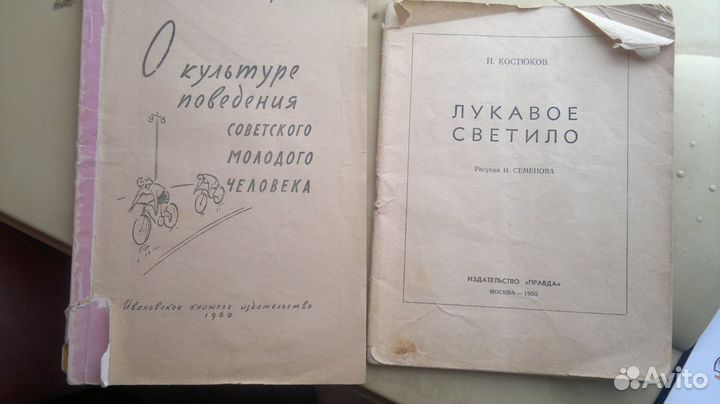 О культуре
поведения
СОВЕТСКОГО
МОЛОДОГО
ЧЕЛОВЕКА
Ивановское книжное издательство
1960
И. КОСТЮКОВ
ЛУКАВОЕ
СВЕТИЛО
Рисунки И. СЕМЕНОВА
ИЗДАТЕЛЬСТВО «ПРАВДА»
МОСКВА — 1955
Avito